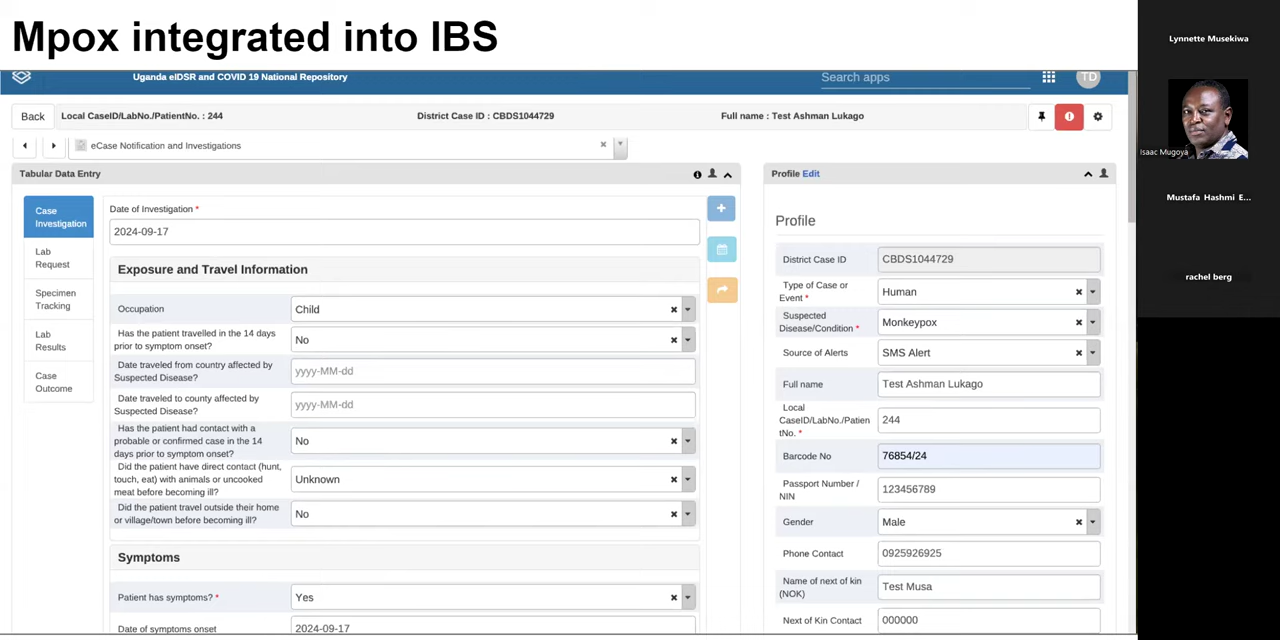 Mpox integrated into IBS
Uganda eIDSR and COVID 19 National Repository
Search apps
TD
Back
Local CaseID/LabNo./PatientNo. : 244
District Case ID : CBDS1044729
Full name : Test Ashman Lukago
eCase Notification and Investigations
Tabular Data Entry
Case
Investigation
Lab
Request
Specimen
Tracking
Lab
Results
Case
Outcome
Date of Investigation *
2024-09-17
Exposure and Travel Information
Occupation
Child
Has the patient travelled in the 14 days
prior to symptom onset?
No
Date traveled from country affected by
Suspected Disease?
yyyy-MM-dd
Date traveled to county affected by
Suspected Disease?
yyyy-MM-dd
Has the patient had contact with a
probable or confirmed case in the 14
days prior to symptom onset?
No
Did the patient have direct contact (hunt,
touch, eat) with animals or uncooked
meat before becoming ill?
Unknown
Did the patient travel outside their home
or village/town before becoming ill?
No
Symptoms
Patient has symptoms? *
Yes
Date of symptoms onset
2024-09-17
Profile Edit
Profile
District Case ID
CBDS1044729
Type of Case or
Event *
Human
Suspected
Disease/Condition *
Monkeypox
Source of Alerts
SMS Alert
Full name
Test Ashman Lukago
Local
CaseID/LabNo./Patien
tNo. *
244
Barcode No
76854/24
Passport Number /
NIN
123456789
Gender
Male
Phone Contact
0925926925
Name of next of kin
(NOK)
Test Musa
Next of Kin Contact
000000
Lynnette Musekiwa
Isaac Mugoya
Mustafa Hashmi E...
rachel berg